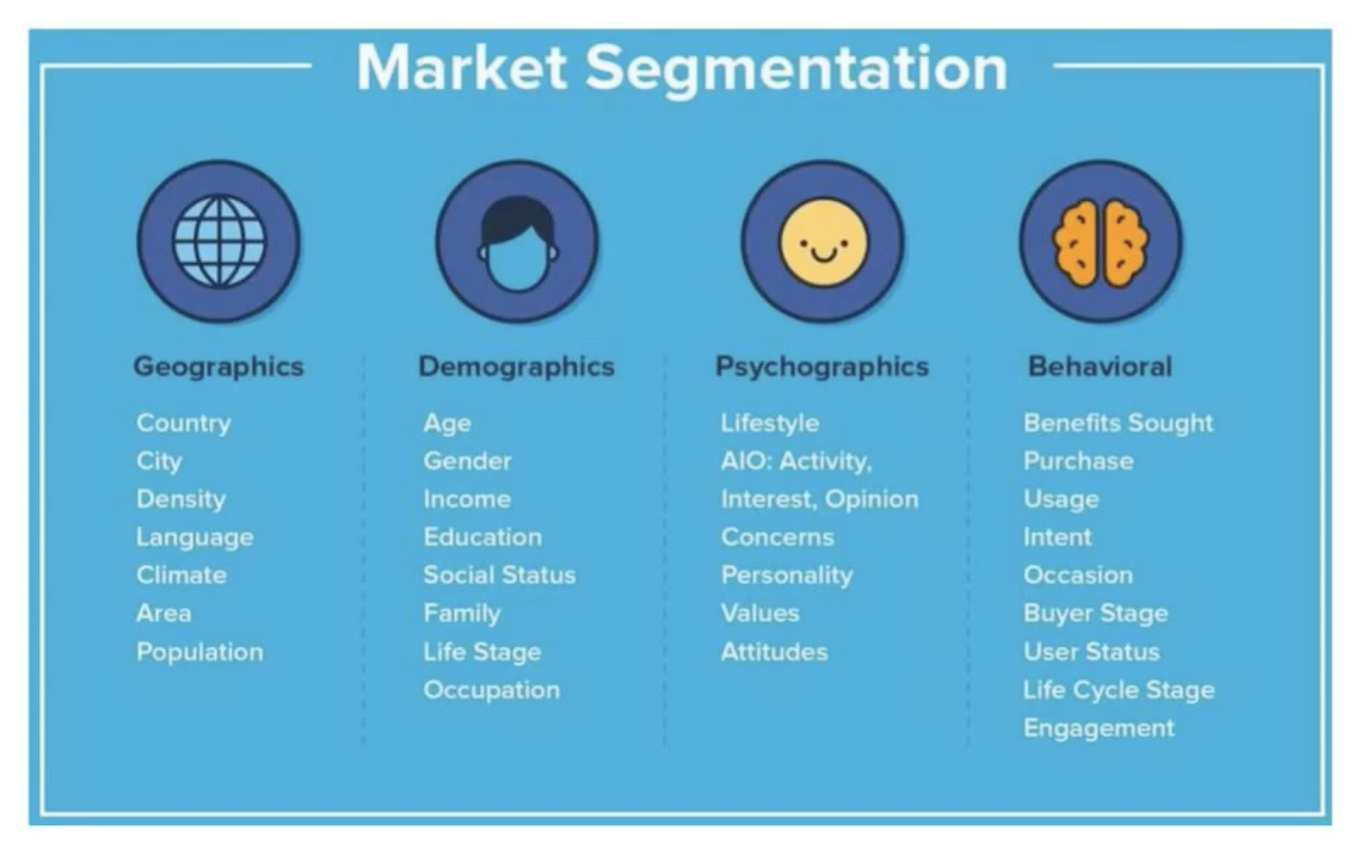 Market Segmentation
Geographics
Country
City
Density
Language
Climate
Area
Population
Demographics
Age
Gender
Income
Education
Social Status
Family
Life Stage
Occupation
Psychographics
Lifestyle
AIO: Activity,
Interest, Opinion
Concerns
Personality
Values
Attitudes
Behavioral
Benefits Sought
Purchase
Usage
Intent
Occasion
Buyer Stage
User Status
Life Cycle Stage
Engagement